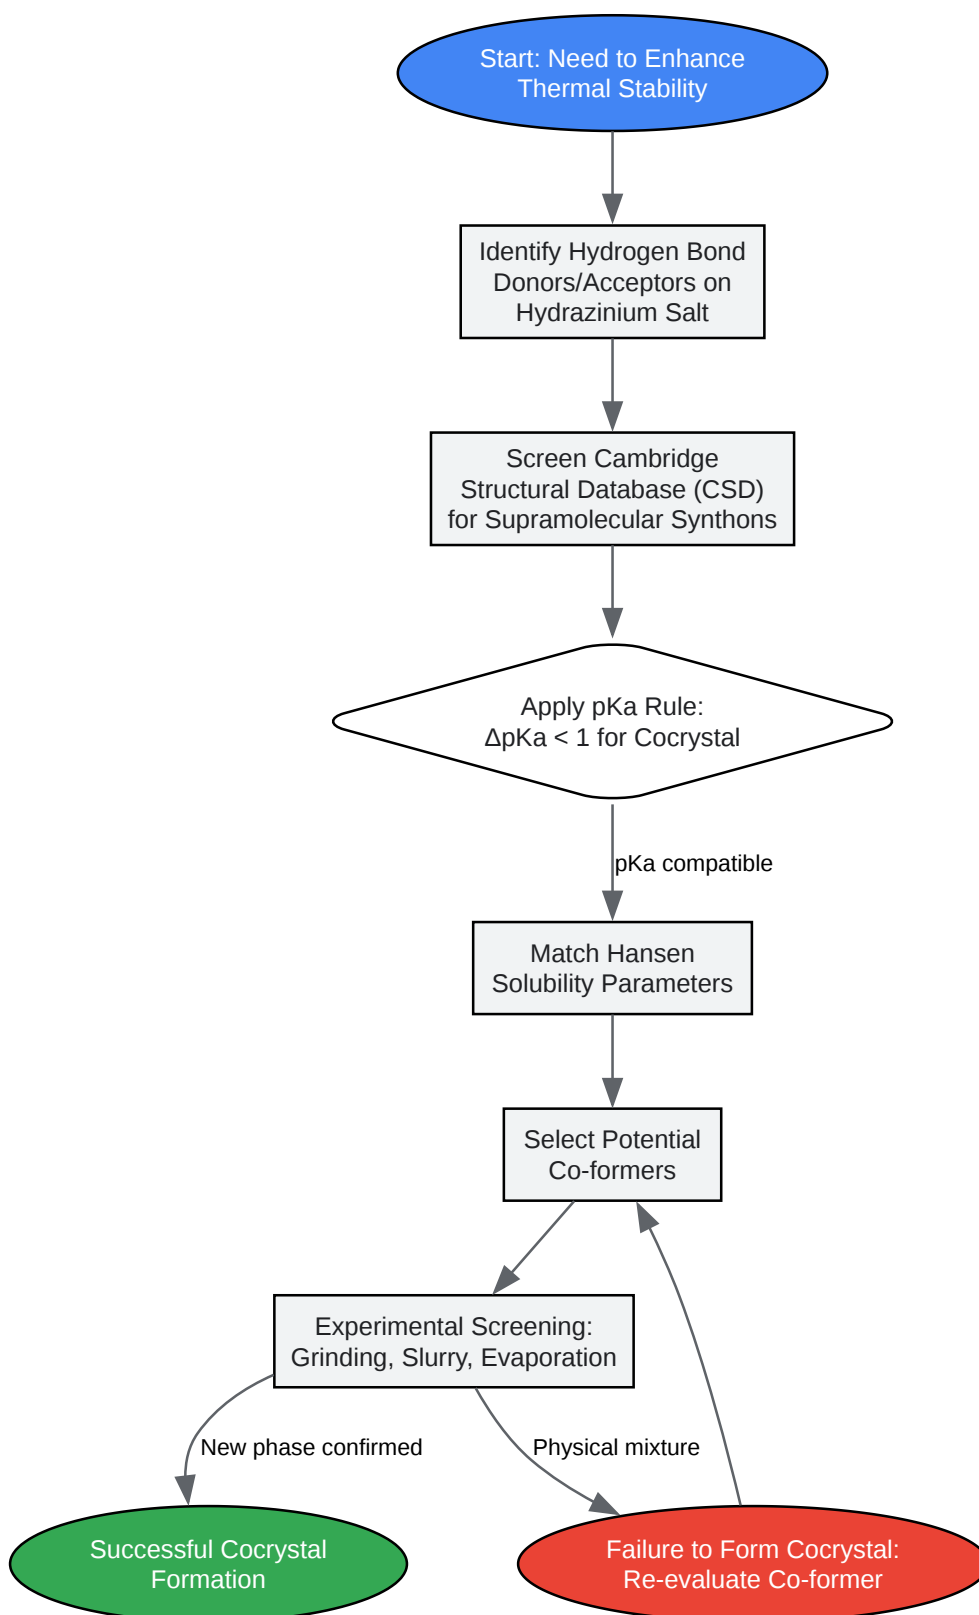 Start: Need to Enhance
Thermal Stability
Identify Hydrogen Bond
Donors/Acceptors on
Hydrazinium Salt
Screen Cambridge
Structural Database (CSD)
for Supramolecular Synthons
Apply pKa Rule:
ΔpKa < 1 for Cocrystal
pKa compatible
Match Hansen
Solubility Parameters
Select Potential
Co-formers
Experimental Screening:
Grinding, Slurry, Evaporation
New phase confirmed
Physical mixture
Successful Cocrystal
Formation
Failure to Form Cocrystal:
Re-evaluate Co-former